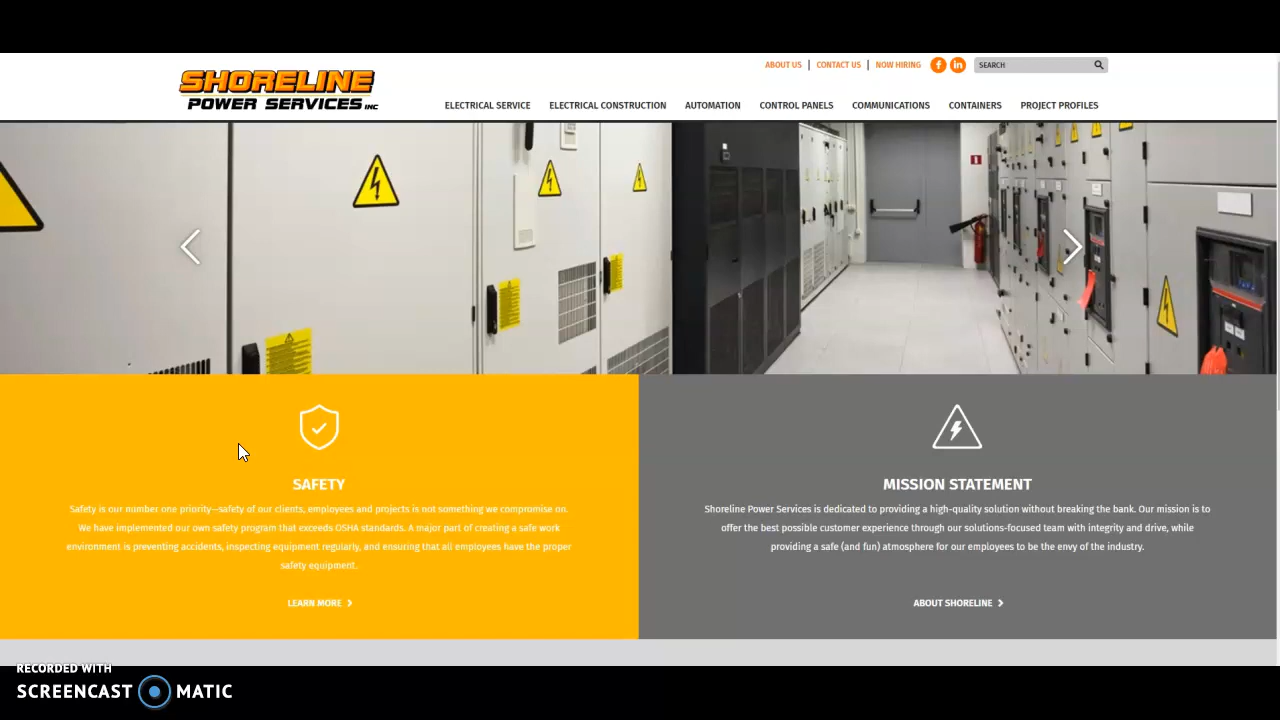 ABOUT US | CONTACT US | NOW HIRING f in SEARCH
SHORELINE
POWER SERVICES INC
ELECTRICAL SERVICE ELECTRICAL CONSTRUCTION AUTOMATION CONTROL PANELS COMMUNICATIONS CONTAINERS PROJECT PROFILES
SAFETY
Safety is our number one priority—safety of our clients, employees and projects is not something we compromise on.
We have implemented our own safety program that exceeds OSHA standards. A major part of creating a safe work
environment is preventing accidents, inspecting equipment regularly, and ensuring that all employees have the proper
safety equipment.
LEARN MORE
MISSION STATEMENT
Shoreline Power Services is dedicated to providing a high-quality solution without breaking the bank. Our mission is to
offer the best possible customer experience through our solutions-focused team with integrity and drive, while
providing a safe (and fun) atmosphere for our employees to be the envy of the industry.
ABOUT SHORELINE
RECORDED WITH
SCREENCAST MATIC